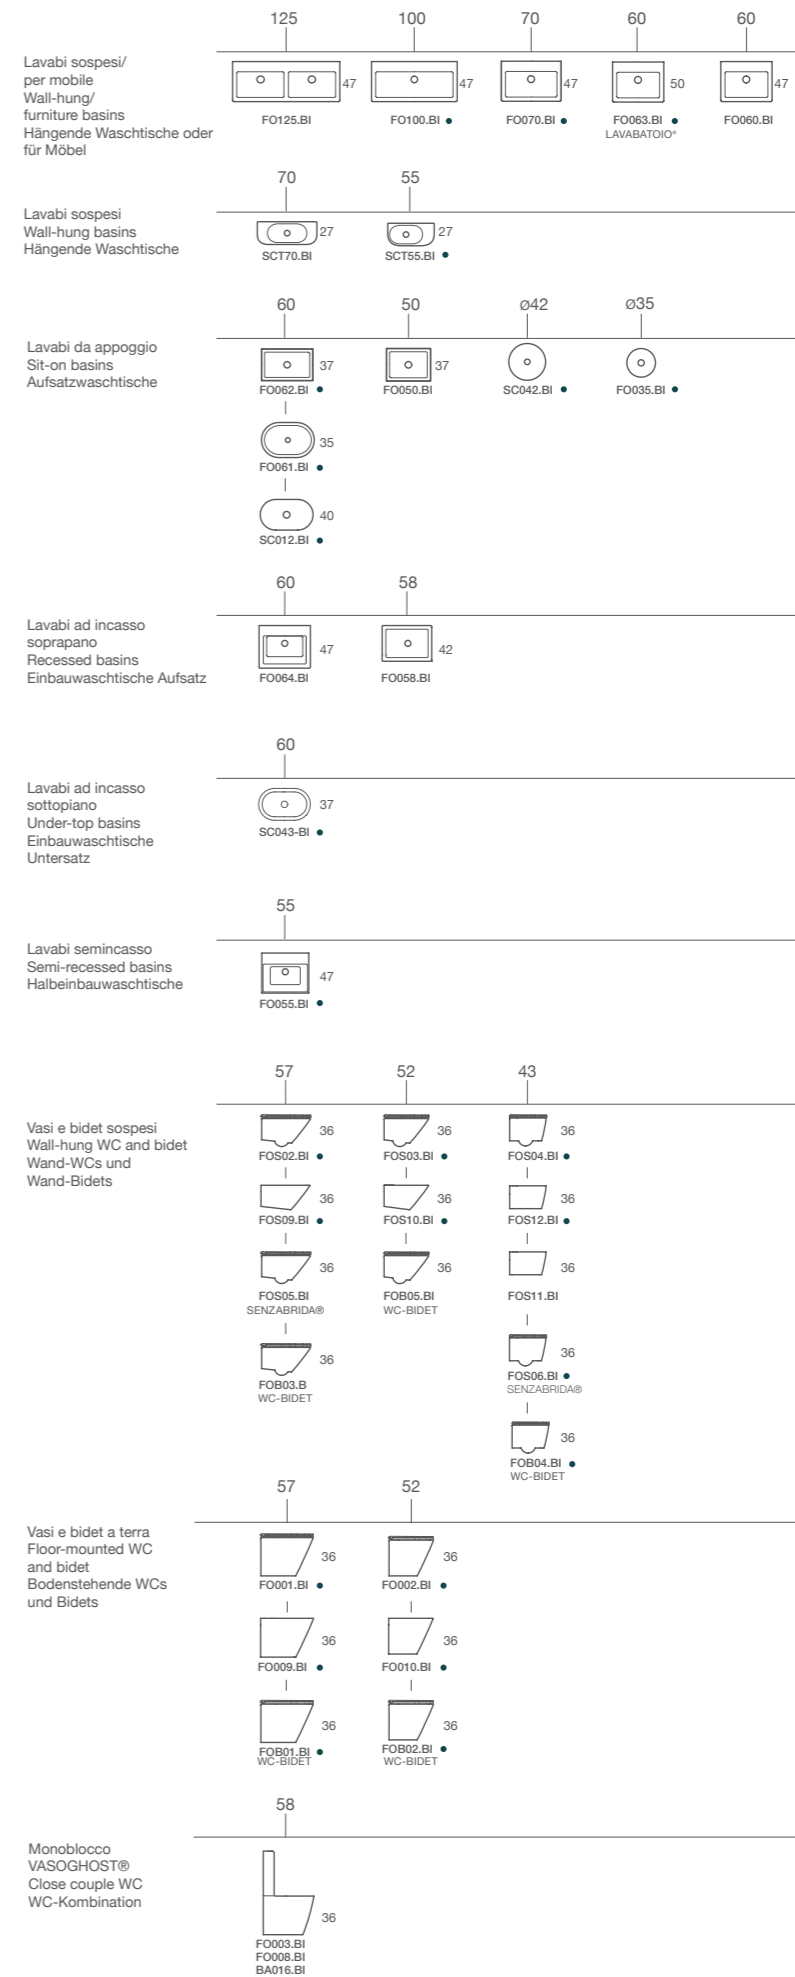 125 100 70 60 60
Lavabi sospesi/
per mobile
Wall-hung/
furniture basins
Hängende Waschtische oder
für Möbel
47 47 47 50 47
FO125.BI FO100.BI ● FO070.BI ● FO063.BI ● FO060.BI
LAVABATOIO*
70 55
Lavabi sospesi
Wall-hung basins
Hängende Waschtische
27 27
SCT70.BI SCT55.BI ●
60 50 Ø42 Ø35
Lavabi da appoggio
Sit-on basins
Aufsatzwaschtische
37 37
FO062.BI ● FO050.BI SC042.BI ● FO035.BI ●
35
FO061.BI ●
40
SC012.BI ●
60 58
Lavabi ad incasso
soprapano
Recessed basins
Einbauwaschtische Aufsatz
47 42
FO064.BI FO058.BI
60
Lavabi ad incasso
sottopiano
Under-top basins
Einbauwaschtische
Untersatz
37
SC043-BI ●
55
Lavabi semincasso
Semi-recessed basins
Halbeinbauwaschtische
47
FO055.BI ●
57 52 43
Vasi e bidet sospesi
Wall-hung WC and bidet
Wand-WCs und
Wand-Bidets
36 36 36
FOS02.BI ● FOS03.BI ● FOS04.BI ●
36 36 36
FOS09.BI ● FOS10.BI ● FOS12.BI ●
36 36 36
FOS05.BI FOB05.BI FOS11.BI
SENZABRIDA® WC-BIDET
36 36
FOB03.B FOS06.BI ●
WC-BIDET SENZABRIDA®
36
FOB04.BI ●
WC-BIDET
57 52
Vasi e bidet a terra
Floor-mounted WC
and bidet
Bodenstehende WCs
und Bidets
36 36
FO001.BI ● FO002.BI ●
36 36
FO009.BI ● FO010.BI ●
36 36
FOB01.BI ● FOB02.BI ●
WC-BIDET WC-BIDET
58
Monoblocco
VASOGHOST®
Close couple WC
WC-Kombination
36
FO003.BI
FO008.BI
BA016.BI